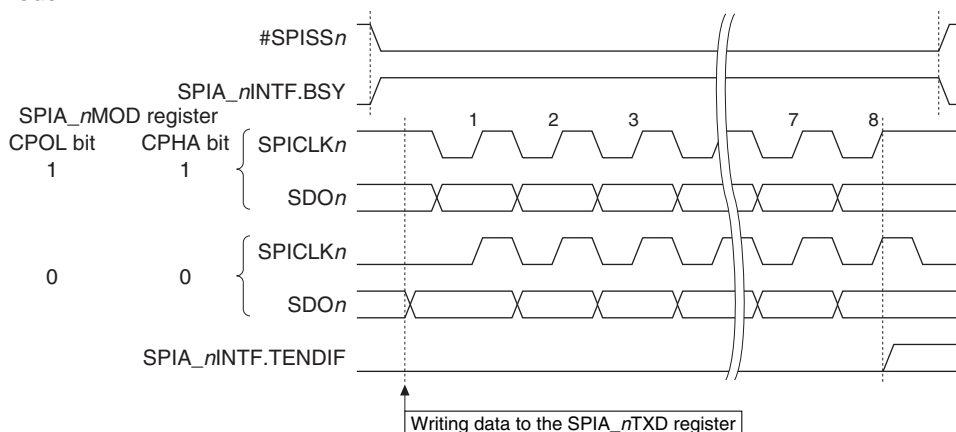 #SPISSn
SPIA_nINTF.BSY
SPIA_nMOD register
CPOL bit CPHA bit
1 1
SPICLKn
1 2 3 7 8
SDOn
0 0
SPICLKn
SDOn
SPIA_nINTF.TENDIF
Writing data to the SPIA_nTXD register